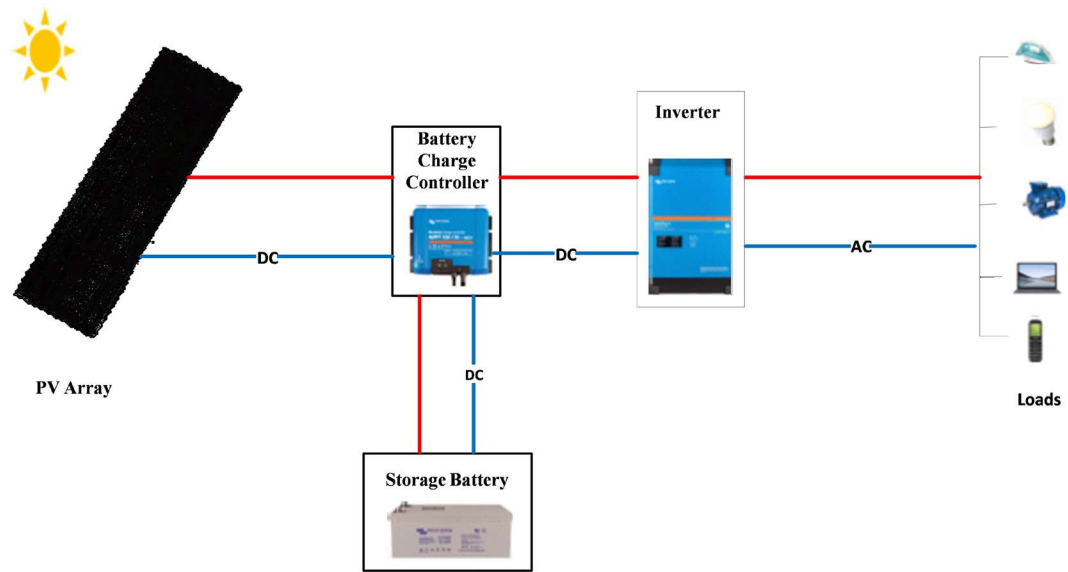 Battery
Charge
Controller
Inverter
DC
DC
AC
DC
PV Array
Loads
Storage Battery